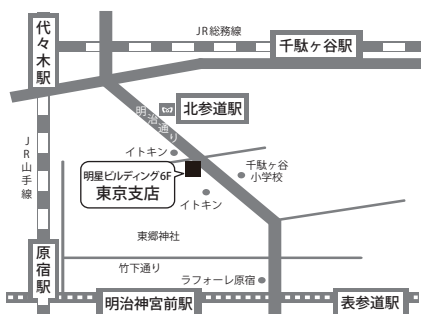 代々木駅
JR総務線
千駄ヶ谷駅
北参道駅
明治通り
イトキン
千駄ヶ谷
小学校
明星ビルディング6F
東京支店
イトキン
JR山手線
東郷神社
原宿駅
竹下通り
ラフォーレ原宿
明治神宮前駅
表参道駅